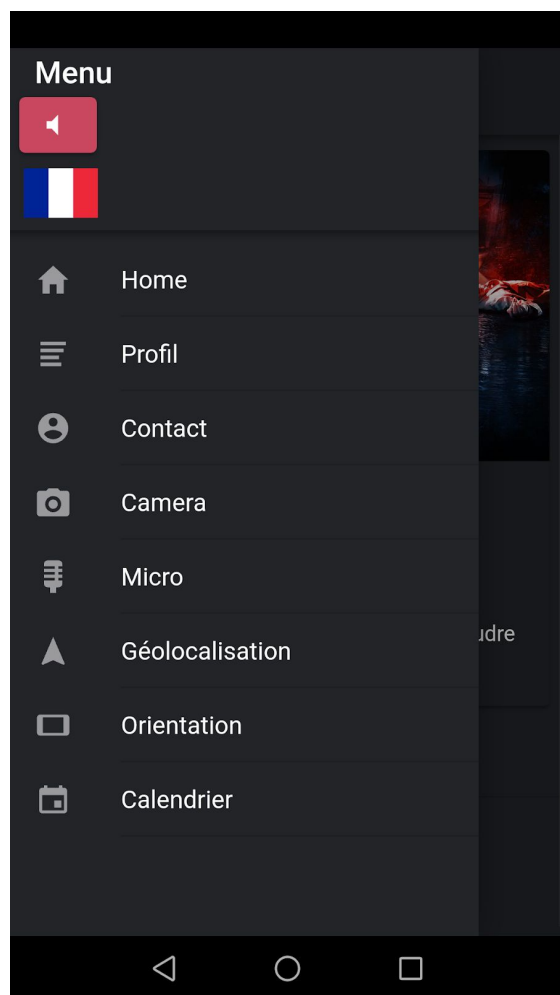 Menu
Home
Profil
Contact
Camera
Micro
Géolocalisation
udre
Orientation
Calendrier